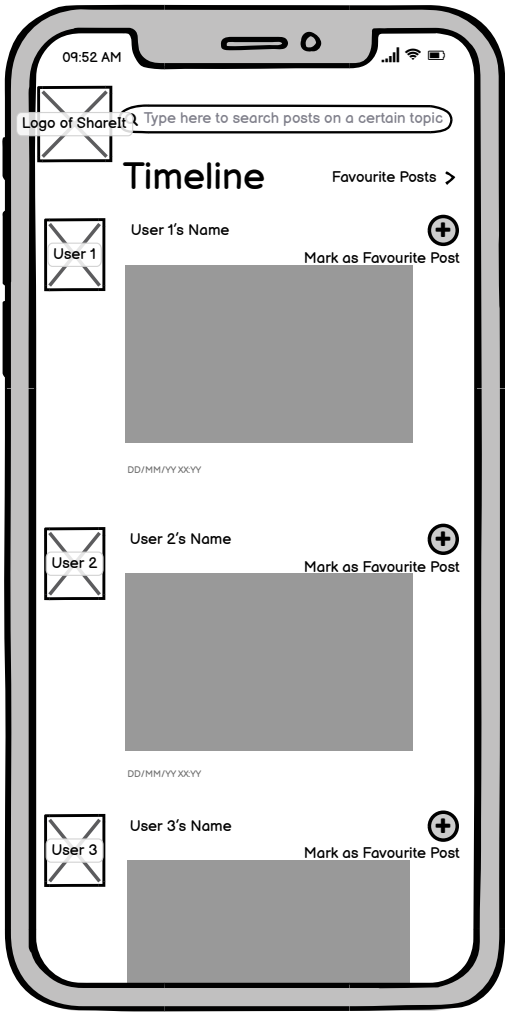 09:52 AM
Logo of ShareIt
Type here to search posts on a certain topic
Timeline
Favourite Posts
User 1
User 1's Name
Mark as Favourite Post
DD/MM/YY XX:YY
User 2
User 2's Name
Mark as Favourite Post
DD/MM/YY XX:YY
User 3
User 3's Name
Mark as Favourite Post